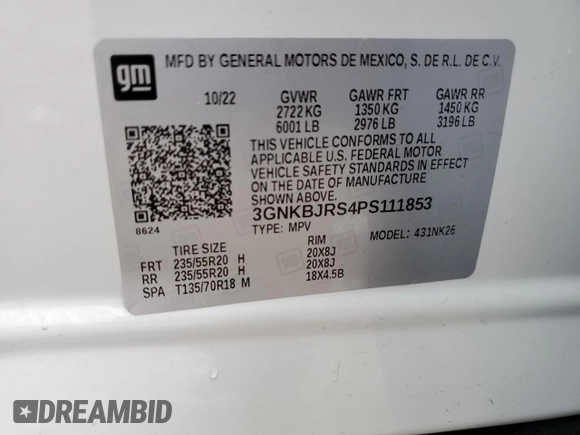 gm MFD BY GENERAL MOTORS DE MEXICO, S. DE R.L. DE C.V.
10/22 GVWR GAWR FRT GAWR RR
2722 KG 1350 KG 1450 KG
6001 LB 2976 LB 3196 LB
THIS VEHICLE CONFORMS TO ALL
APPLICABLE U.S. FEDERAL MOTOR
VEHICLE SAFETY STANDARDS IN EFFECT
ON THE DATE OF MANUFACTURE
SHOWN ABOVE.
3GNKBJRS4PS111853
8624 TYPE: MPV MODEL: 431NK26
TIRE SIZE RIM
FRT 235/55R20 H 20X8J
RR 235/55R20 H 20X8J
SPA T135/70R18 M 18X4.5B
DREAMBID